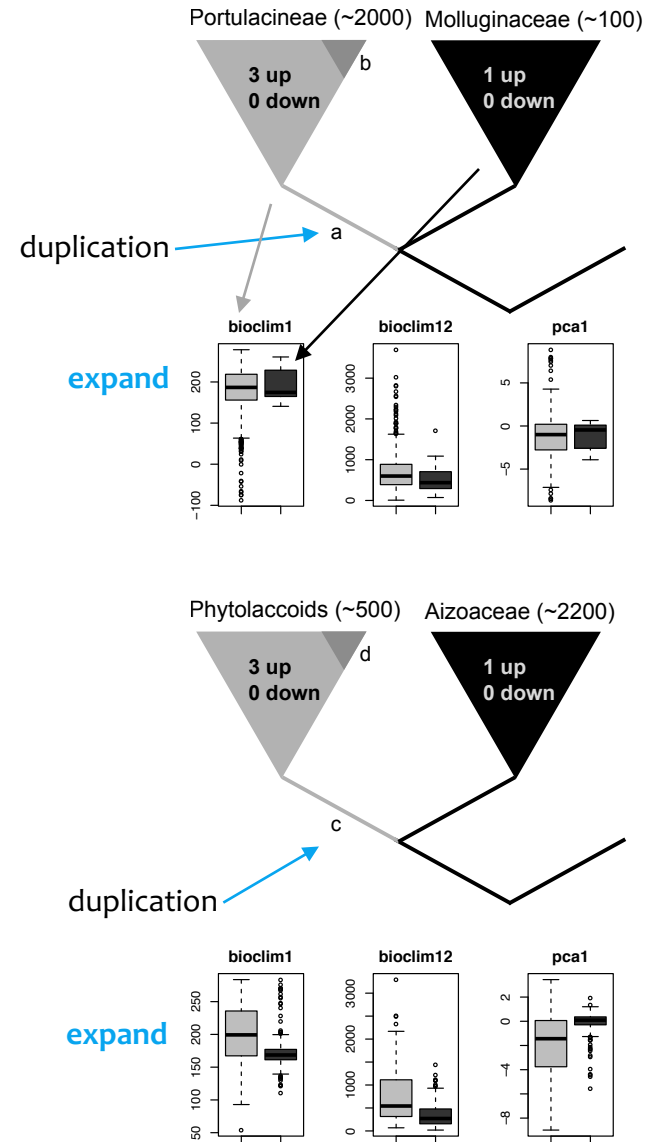 Portulacineae (~2000) Molluginaceae (~100)
b
3 up
0 down
1 up
0 down
duplication
a
expand
bioclim1
200
100
0
−100
bioclim12
3000
2000
1000
0
pca1
5
0
−5
Phytolaccoids (~500) Aizoaceae (~2200)
d
3 up
0 down
1 up
0 down
c
duplication
expand
bioclim1
250
200
150
100
50
bioclim12
3000
2000
1000
0
pca1
2
0
−4
−8